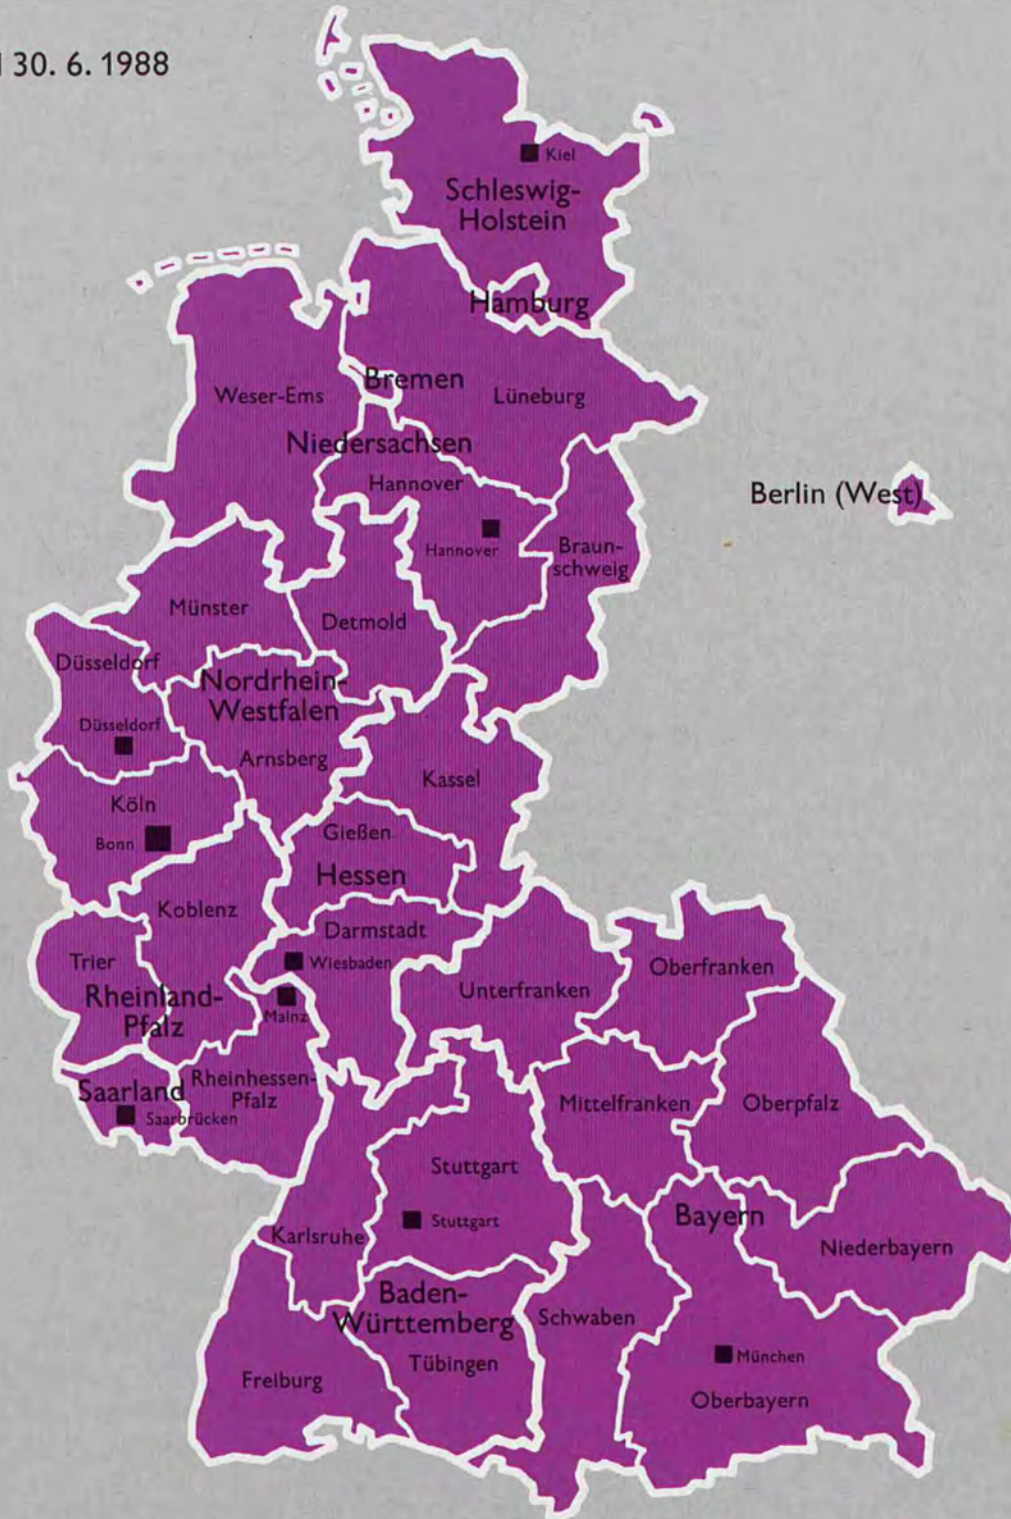 30. 6. 1988
Kiel
Schleswig-
Holstein
Hamburg
Bremen
Weser-Ems
Lüneburg
Niedersachsen
Hannover
Berlin (West)
Hannover
Braun-
schweig
Münster
Detmold
Düsseldorf
Nordrhein-
Westfalen
Düsseldorf
Arnsberg
Kassel
Köln
Gießen
Bonn
Hessen
Koblenz
Darmstadt
Trier
Wiesbaden
Oberfranken
Unterfranken
Rheinland-
Pfalz
Mainz
Saarland
Rheinhessen-
Pfalz
Saarbrücken
Mittelfranken
Oberpfalz
Stuttgart
Stuttgart
Bayern
Karlsruhe
Niederbayern
Baden-
Württemberg
Schwaben
Tübingen
München
Freiburg
Oberbayern